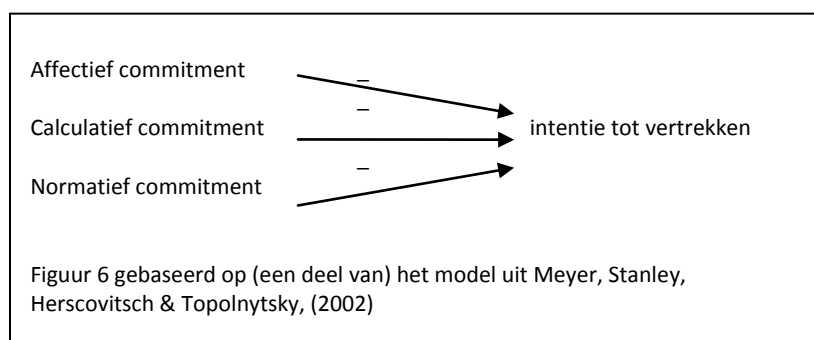 Affectief commitment
–
–
Calculatief commitment
intentie tot vertrekken
–
Normatief commitment
Figuur 6 gebaseerd op (een deel van) het model uit Meyer, Stanley,
Herscovitsch & Topolnytsky, (2002)